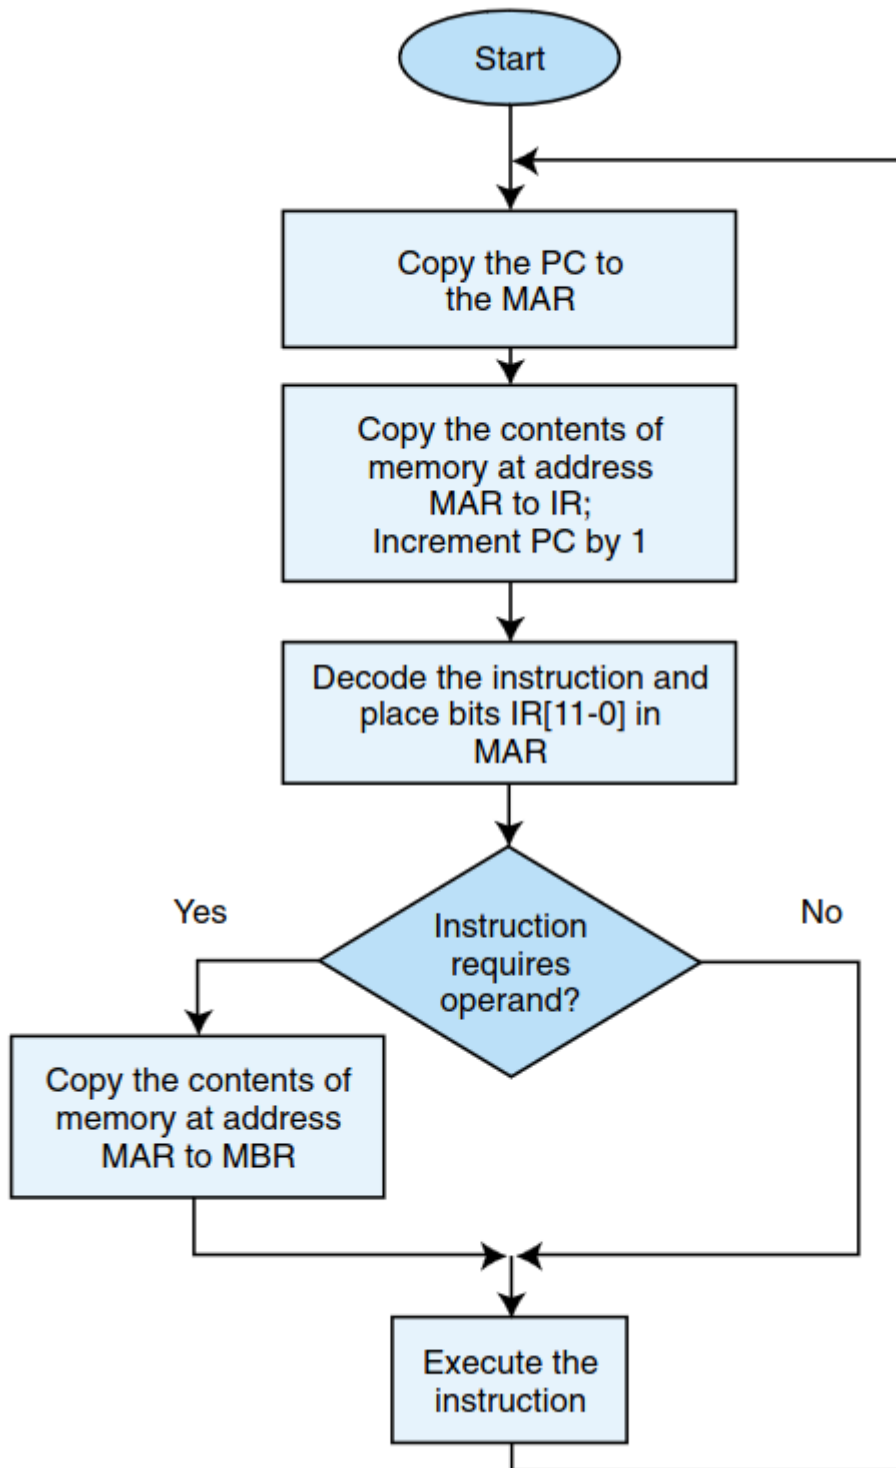 Start
Copy the PC to
the MAR
Copy the contents of
memory at address
MAR to IR;
Increment PC by 1
Decode the instruction and
place bits IR[11-0] in
MAR
Yes
No
Instruction
requires
operand?
Copy the contents of
memory at address
MAR to MBR
Execute the
instruction